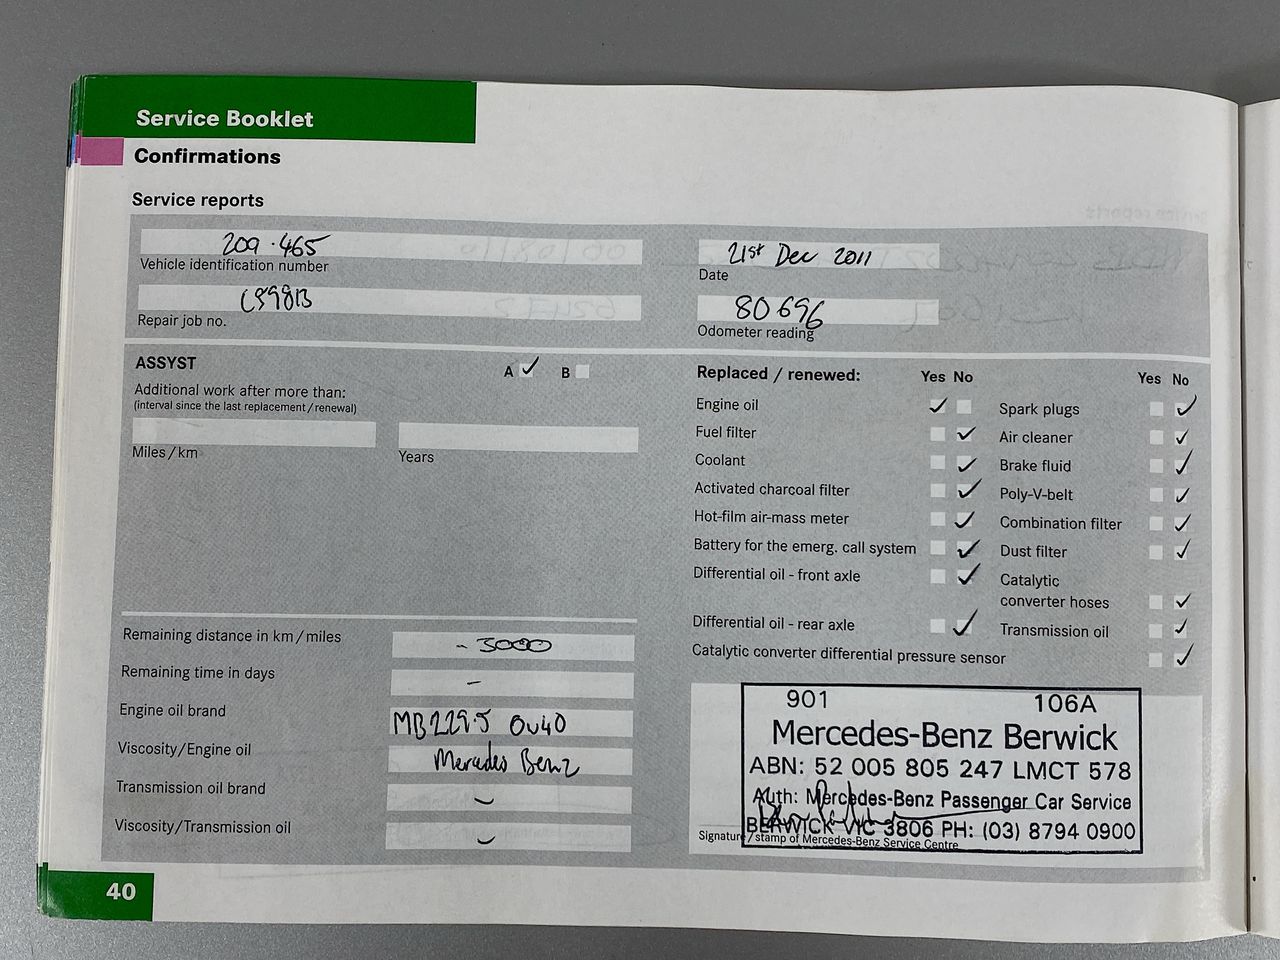 Service Booklet
Confirmations
Service reports
209.465
Vehicle identification number
21st Dec 2011
Date
Repair job no.
80696
Odometer reading
ASSYST
A ✓ B
Additional work after more than:
(interval since the last replacement/renewal)
Miles/km
Years
Remaining distance in km/miles
- 3000
Remaining time in days
-
Engine oil brand
MB229.5 0W40
Viscosity/Engine oil
Mercedes Benz
Transmission oil brand
-
Viscosity/Transmission oil
-
Replaced / renewed: Yes No
Engine oil ✓
Fuel filter ✓
Coolant ✓
Activated charcoal filter ✓
Hot-film air-mass meter ✓
Battery for the emerg. call system ✓
Differential oil - front axle ✓
Differential oil - rear axle ✓
Yes No
Spark plugs ✓
Air cleaner ✓
Brake fluid ✓
Poly-V-belt ✓
Combination filter ✓
Dust filter ✓
Catalytic
converter hoses ✓
Transmission oil ✓
Catalytic converter differential pressure sensor ✓
901 106A
Mercedes-Benz Berwick
ABN: 52 005 805 247 LMCT 578
Auth: Mercedes-Benz Passenger Car Service
BERWICK VIC 3806 PH: (03) 8794 0900
Signature/stamp of Mercedes-Benz Service Centre
40